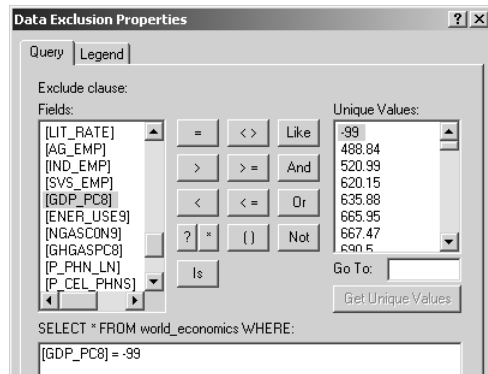 Data Exclusion Properties
? ×
Query
Legend
Exclude clause:
Fields:
Unique Values:
[LIT_RATE]
[AG_EMP]
[IND_EMP]
[SVS_EMP]
[GDP_PC8]
[ENER_USE9]
[NGASCON9]
[GHGASPC8]
[P_PHN_LN]
[P_CEL_PHNS]
= <> Like
> >= And
< <= Or
? * () Not
Is
-99
488.84
520.99
620.15
635.88
665.95
667.47
690.5
Go To:
Get Unique Values
SELECT * FROM world_economics WHERE:
[GDP_PC8] = -99